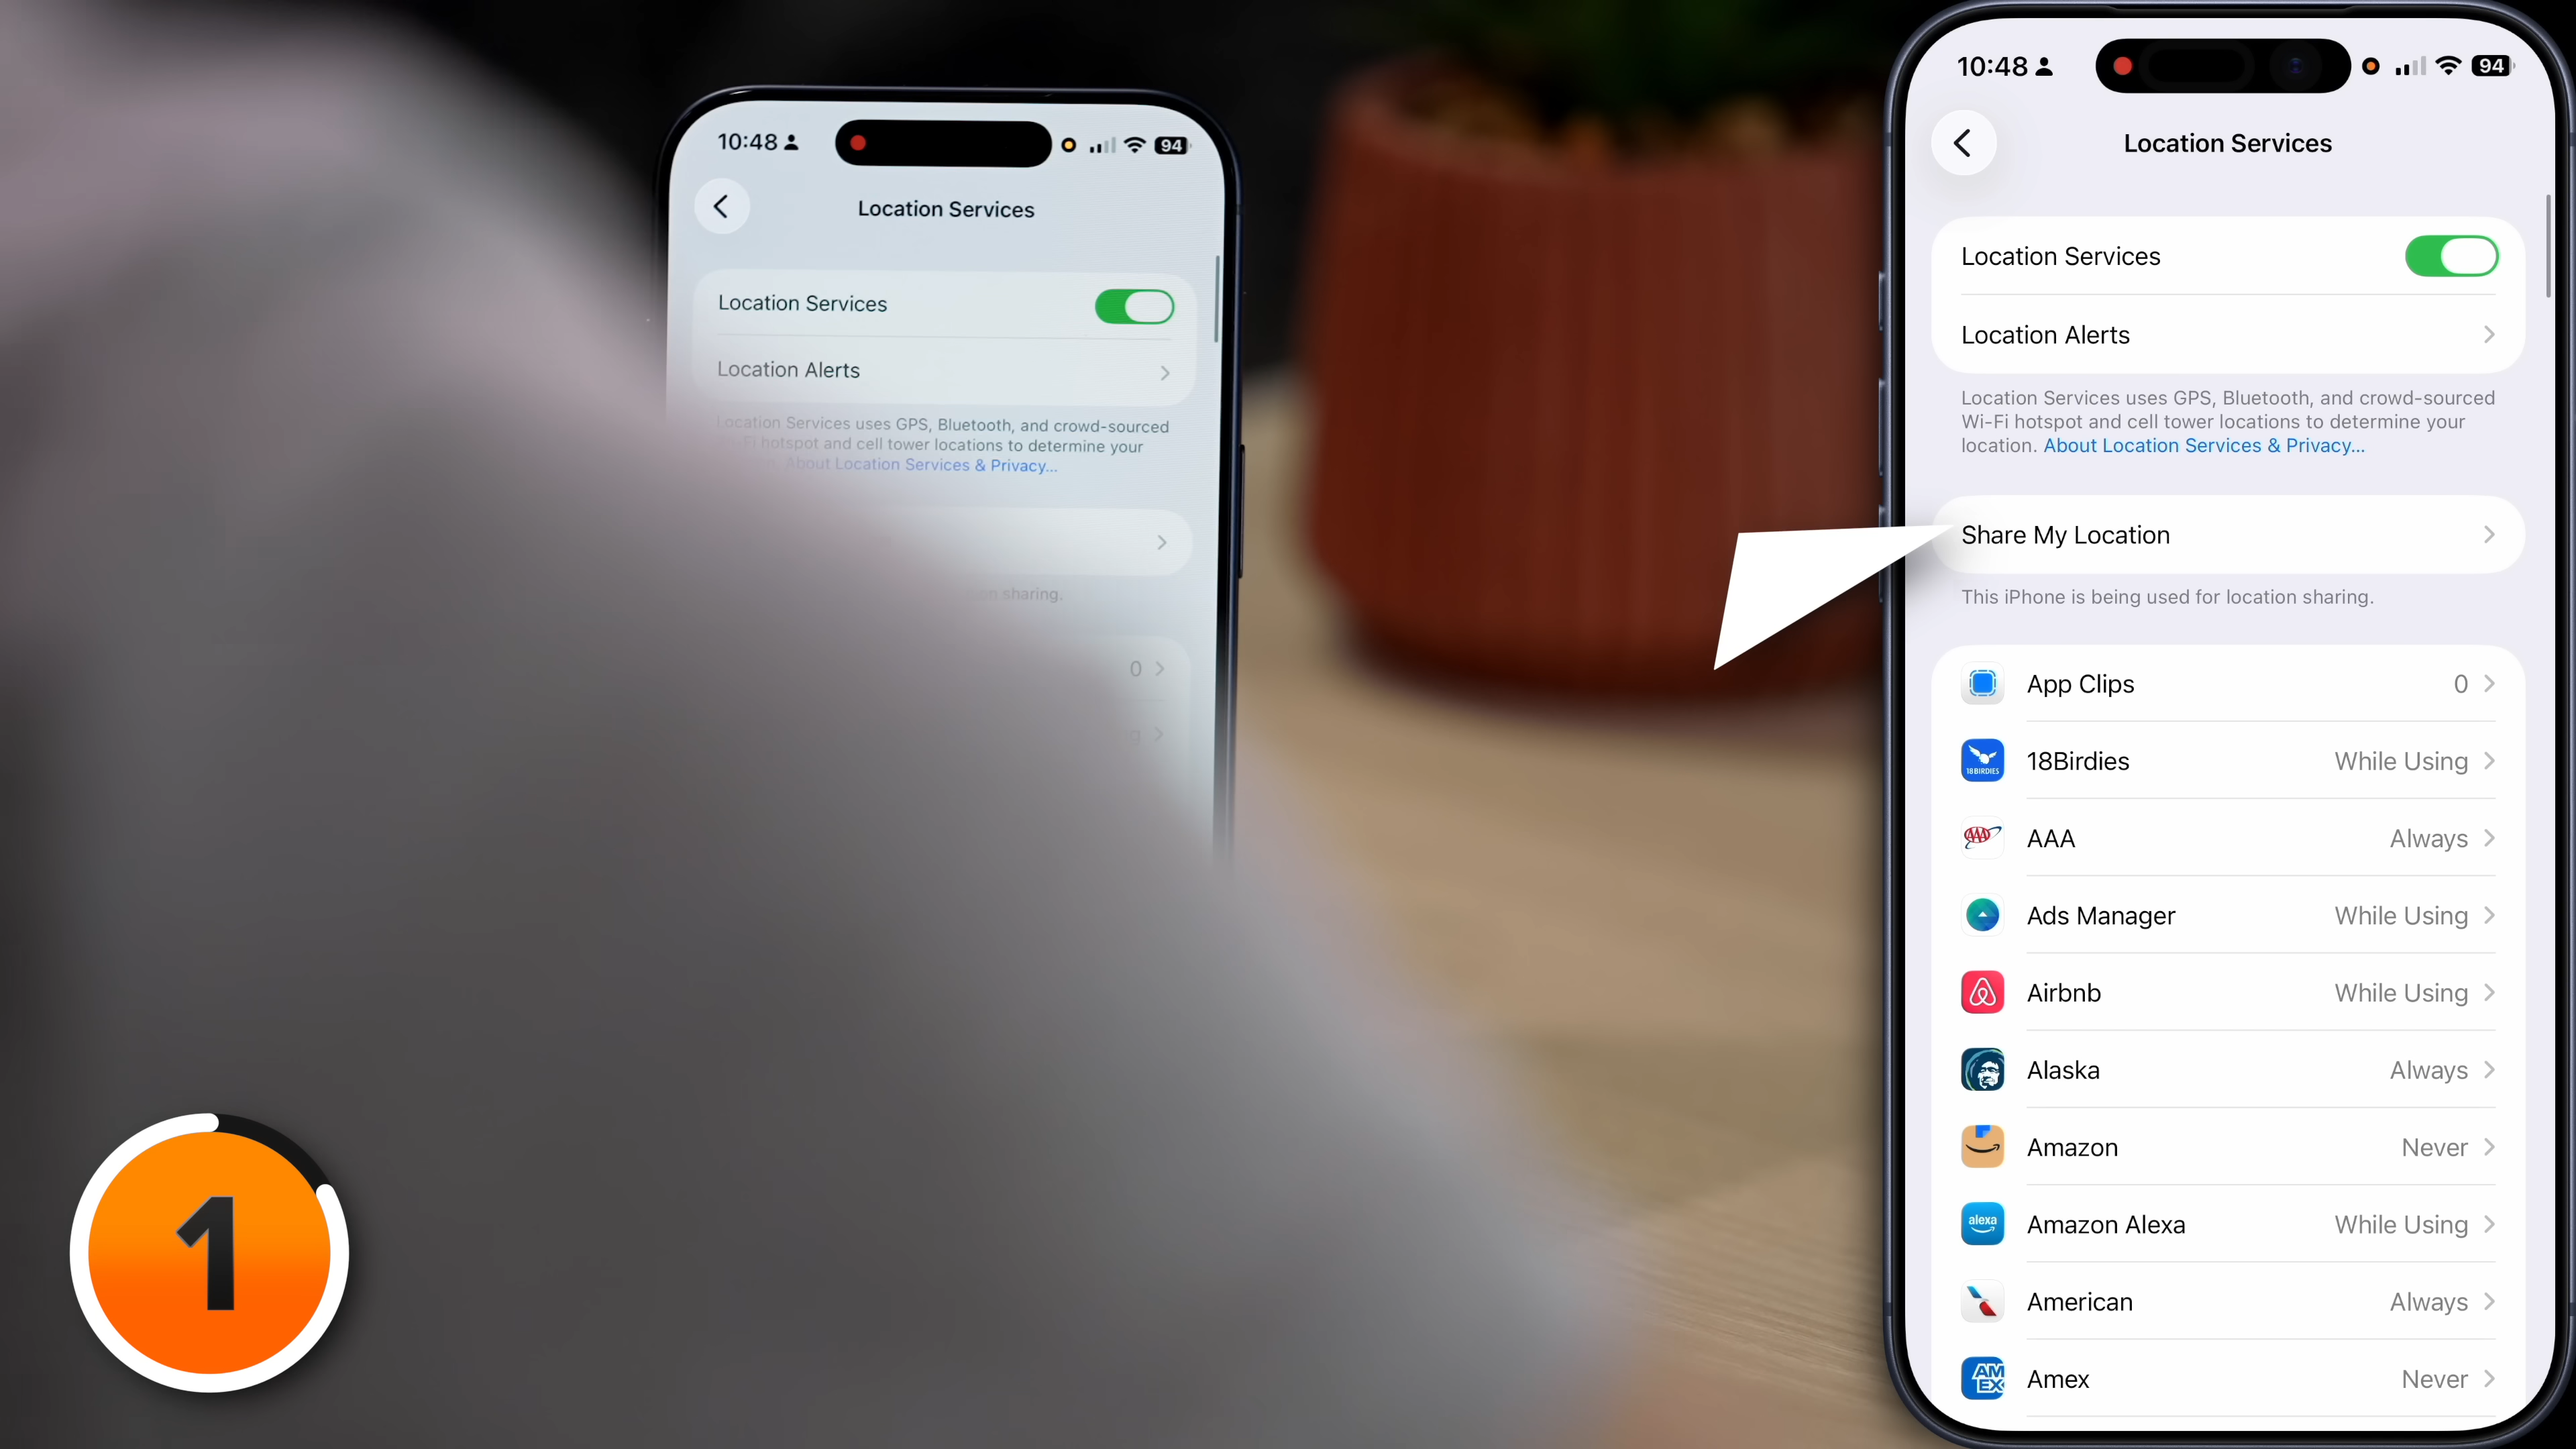 10:48
94
Location Services
Location Services
Location Alerts
Location Services uses GPS, Bluetooth, and crowd-sourced
hotspot and cell tower locations to determine your
About Location Services & Privacy...
sharing.
0
1
10:48
94
Location Services
Location Services
Location Alerts
Location Services uses GPS, Bluetooth, and crowd-sourced
Wi-Fi hotspot and cell tower locations to determine your
location. About Location Services & Privacy...
Share My Location
This iPhone is being used for location sharing.
App Clips 0
18BIRDIES
18Birdies While Using
AAA
AAA Always
Ads Manager While Using
Airbnb While Using
Alaska Always
Amazon Never
alexa
Amazon Alexa While Using
American Always
AM
EX
Amex Never